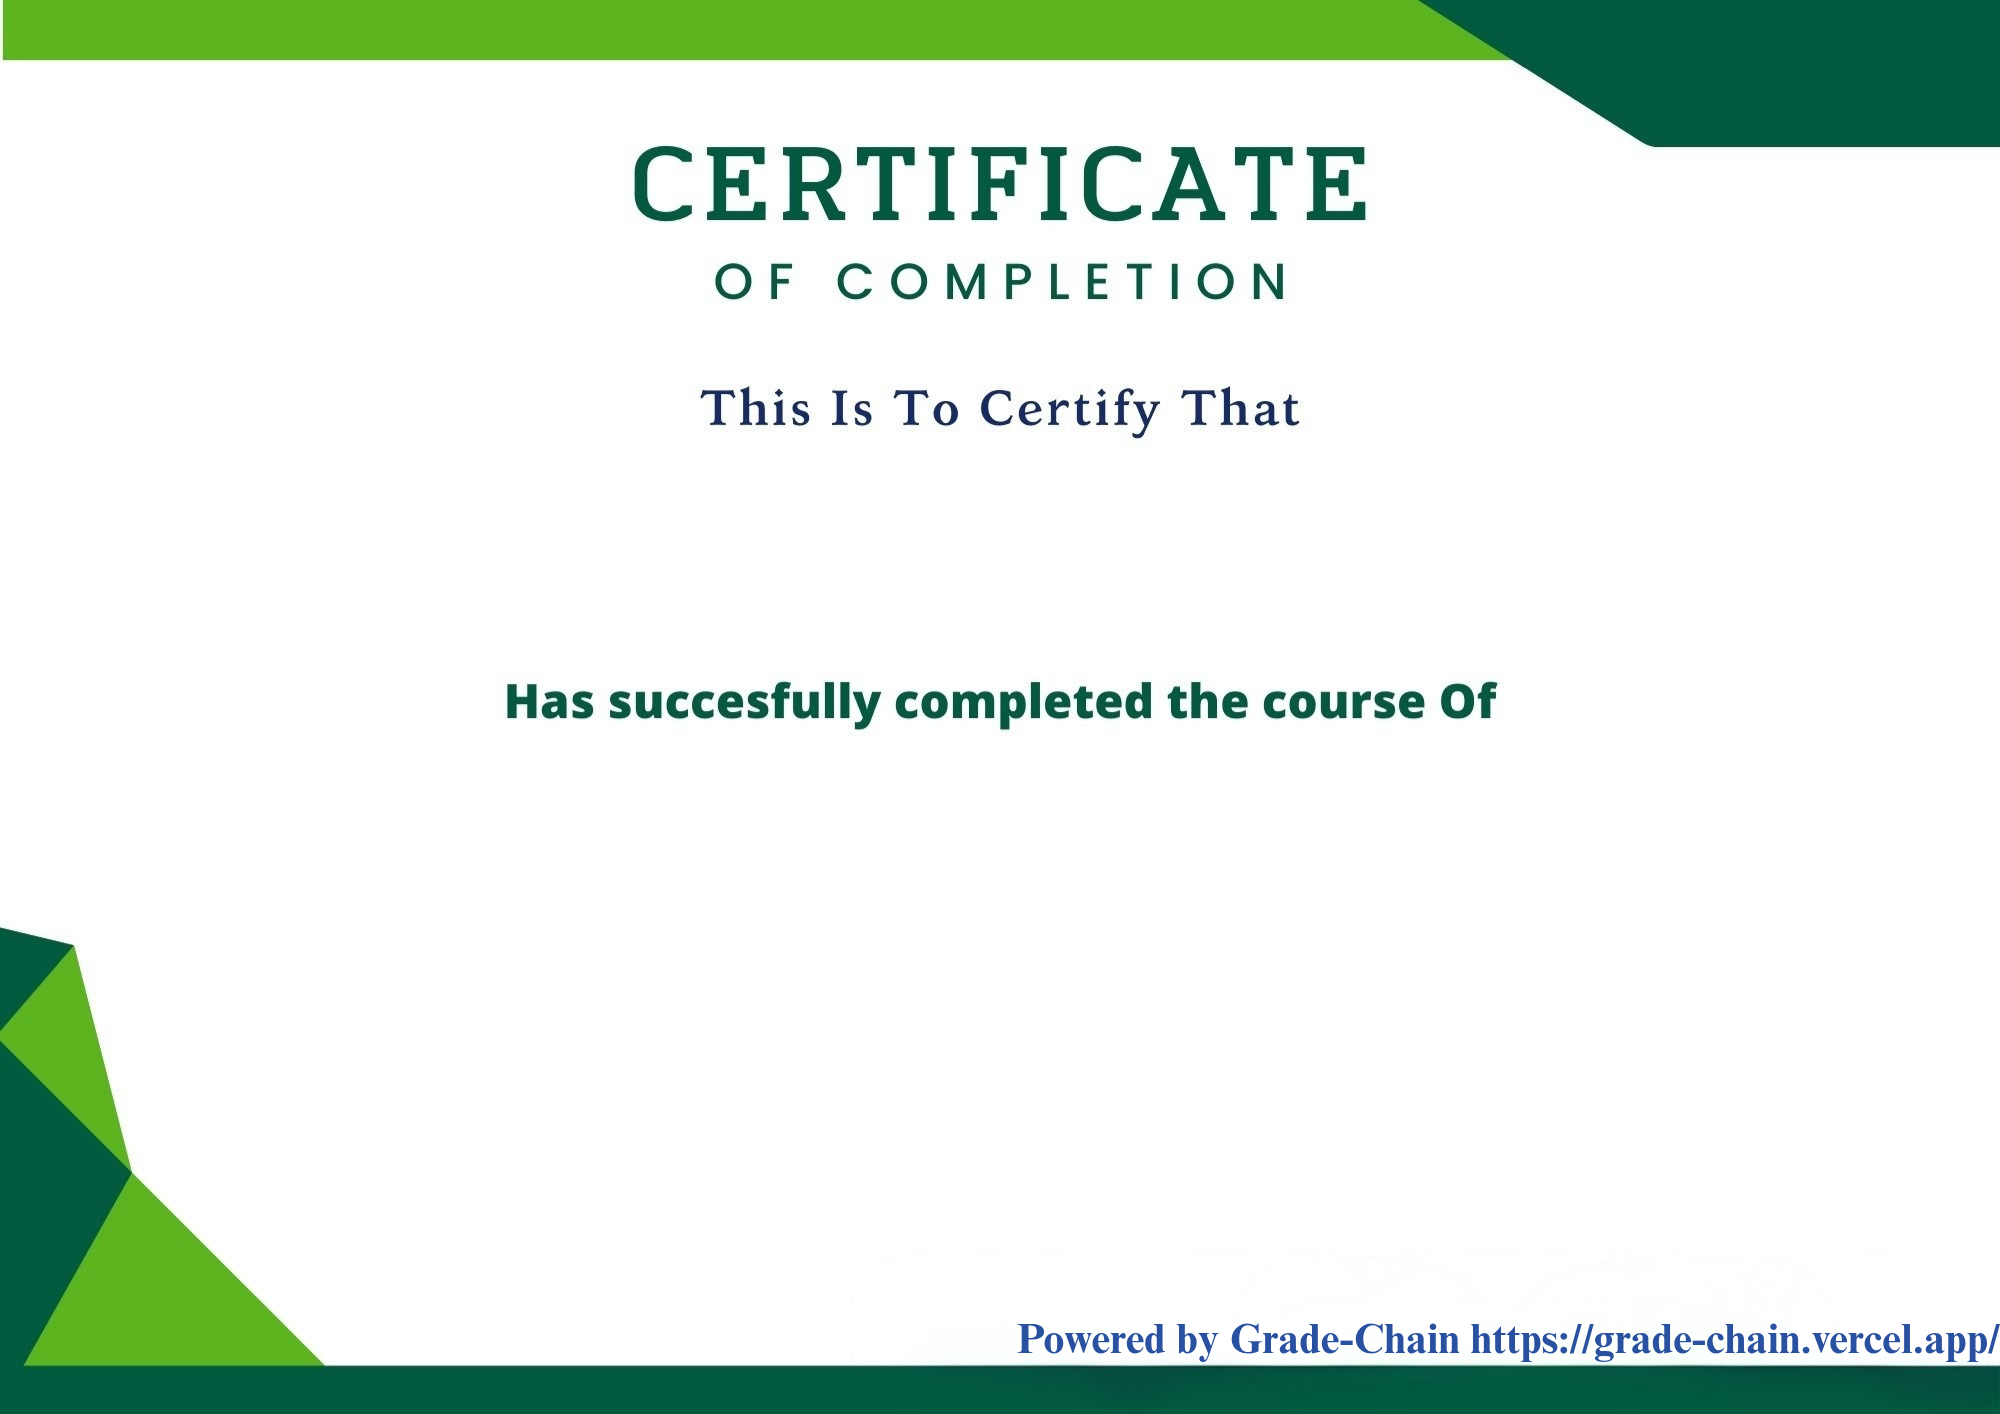 CERTIFICATE
OF COMPLETION
This Is To Certify That
Has succesfully completed the course Of
Powered by Grade-Chain https://grade-chain.vercel.app/